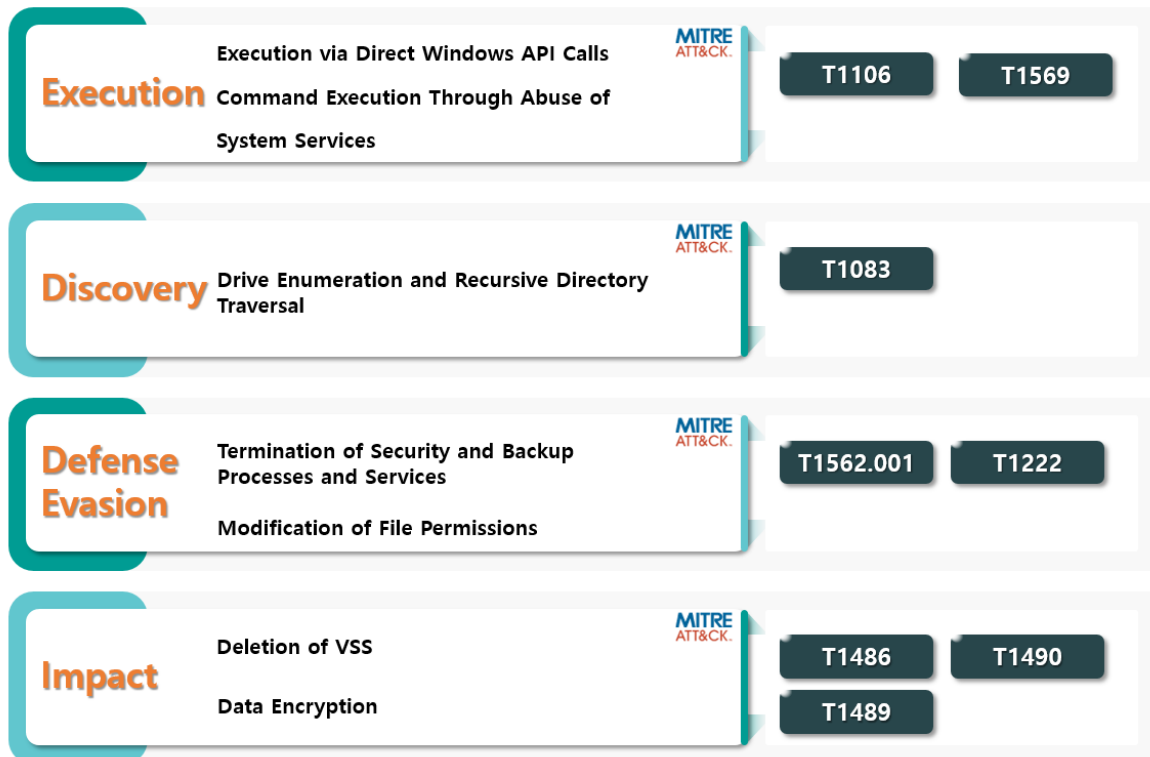 Execution
Execution via Direct Windows API Calls
Command Execution Through Abuse of
System Services
MITRE
ATT&CK.
T1106
T1569
Discovery
Drive Enumeration and Recursive Directory
Traversal
MITRE
ATT&CK.
T1083
Defense
Evasion
Termination of Security and Backup
Processes and Services
Modification of File Permissions
MITRE
ATT&CK.
T1562.001
T1222
Impact
Deletion of VSS
Data Encryption
MITRE
ATT&CK.
T1486
T1490
T1489